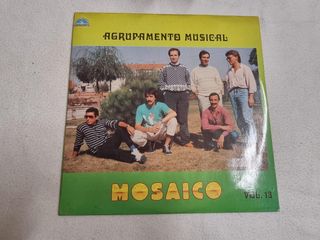 AGRUPAMENTO MUSICAL
MOSAICO
VOL. 13